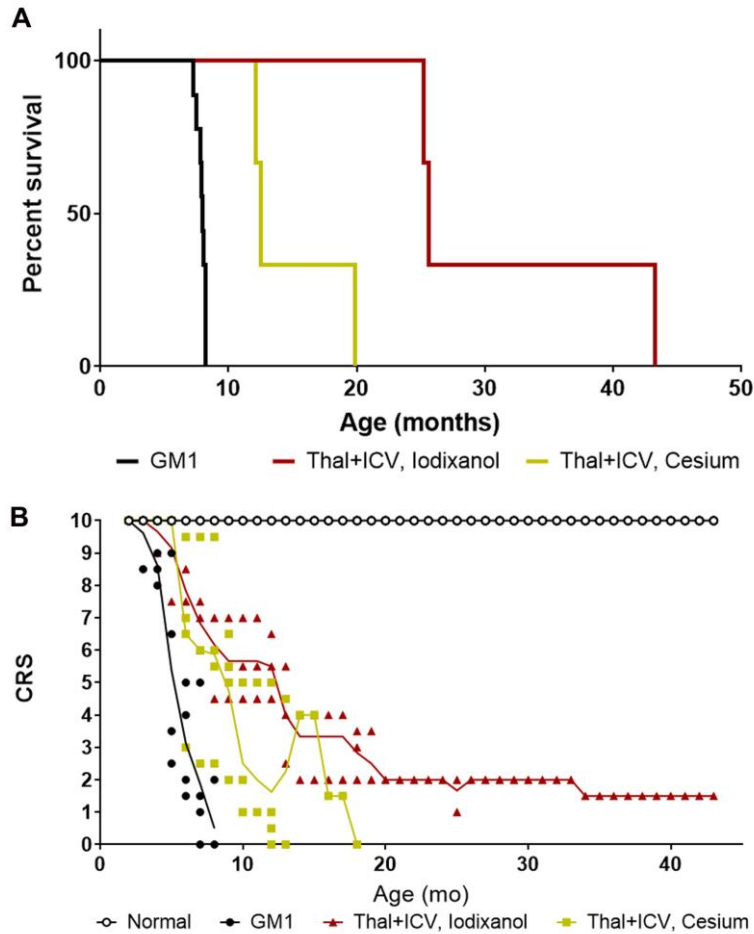 A
Percent survival
100
50
0
0 10 20 30 40 50
Age (months)
GM1 Thal+ICV, Iodixanol Thal+ICV, Cesium
B
CRS
10
9
8
7
6
5
4
3
2
1
0
0 10 20 30 40
Age (mo)
Normal GM1 Thal+ICV, Iodixanol Thal+ICV, Cesium